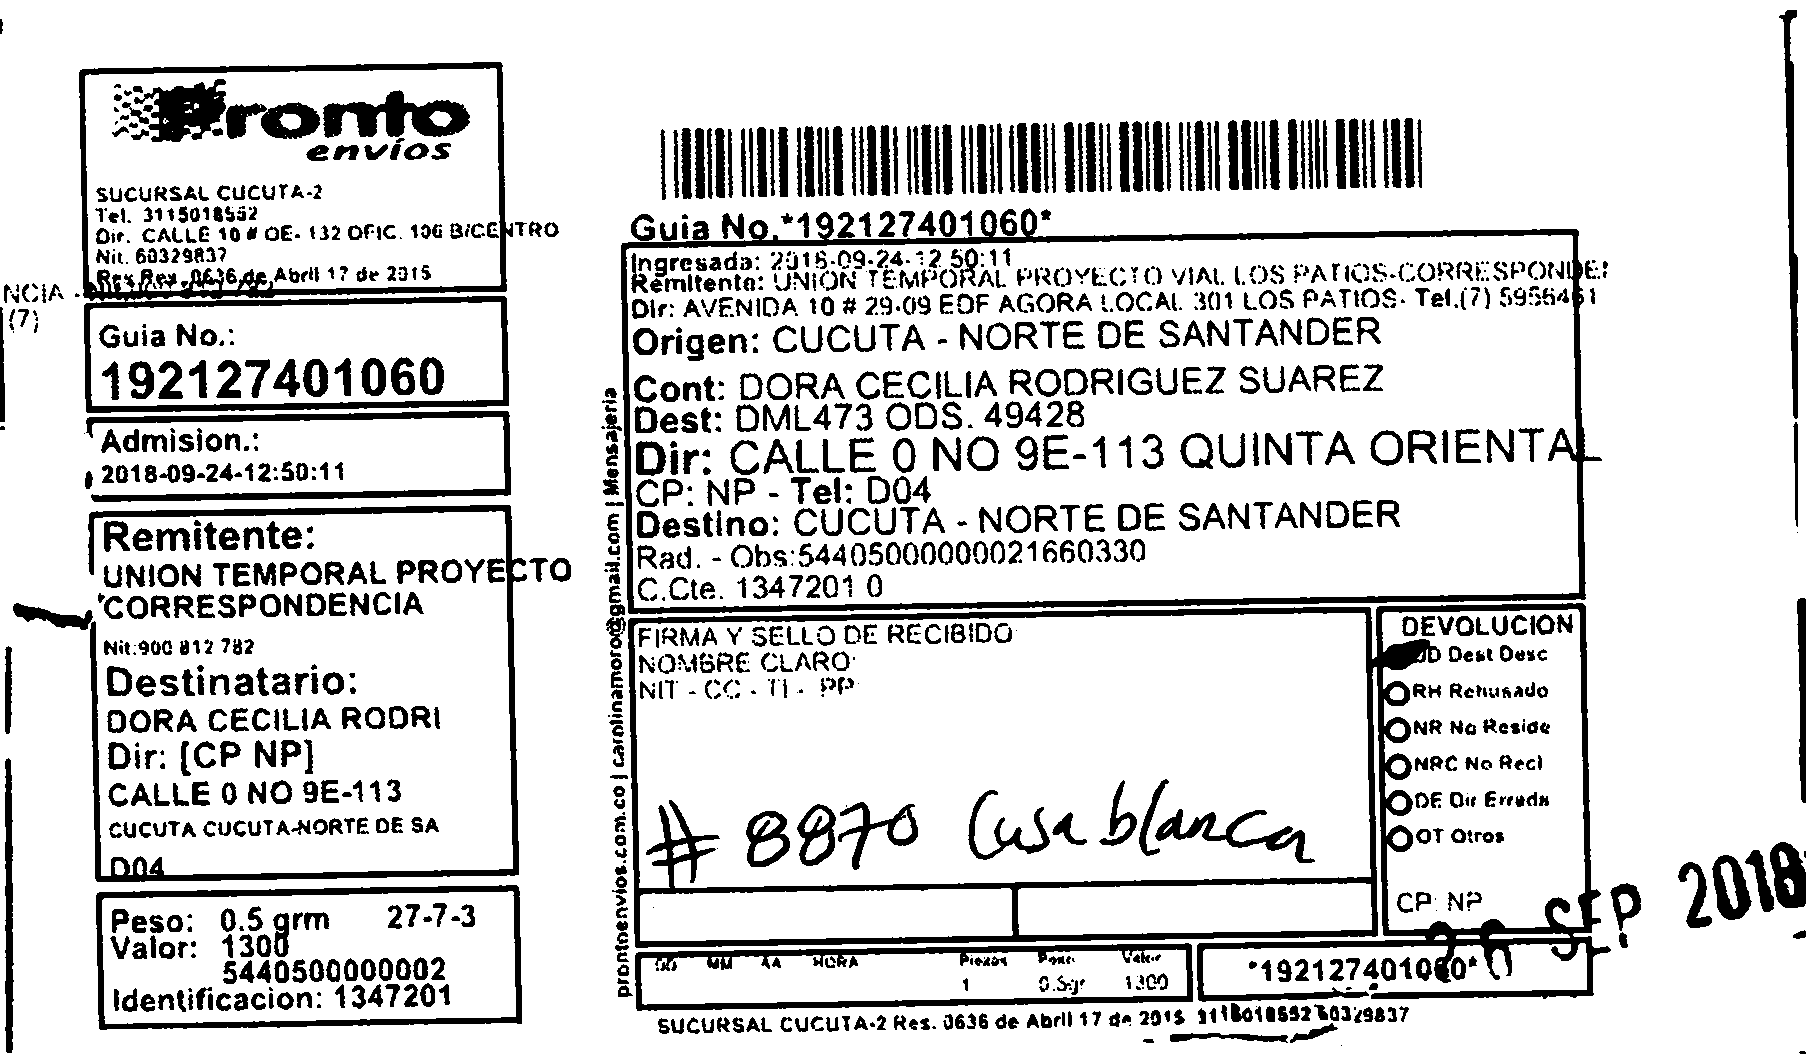 Pronto
envíos
SUCURSAL CUCUTA-2
Tel. 3115018552
Dir. CALLE 10 # OE- 132 OFIC. 106 B/CENTRO
Nit. 60329837
Res.Res .0636 de Abril 17 de 2015
NCIA -
(7)
Guia No.:
192127401060
Admision.:
2018-09-24-12:50:11
Remitente:
UNION TEMPORAL PROYECTO
CORRESPONDENCIA
Nit:900 812 782
Destinatario:
DORA CECILIA RODRI
Dir: [CP NP]
CALLE 0 NO 9E-113
CUCUTA CUCUTA-NORTE DE SA
D04
Peso: 0.5 grm 27-7-3
Valor: 1300
5440500000002
Identificacion: 1347201
prontoenvios.com.co | carolinamoro@gmail.com | Mensajeria
Guia No.*192127401060*
Ingresada: 2018-09-24-12:50:11
Remitente: UNION TEMPORAL PROYECTO VIAL LOS PATIOS-CORRESPONDE
Dir: AVENIDA 10 # 29-09 EDF AGORA LOCAL 301 LOS PATIOS- Tel.(7) 5956461
Origen: CUCUTA - NORTE DE SANTANDER
Cont: DORA CECILIA RODRIGUEZ SUAREZ
Dest: DML473 ODS. 49428
Dir: CALLE 0 NO 9E-113 QUINTA ORIENTAL
CP: NP - Tel: D04
Destino: CUCUTA - NORTE DE SANTANDER
Rad. - Obs:54405000000021660330
C.Cte. 1347201 0
FIRMA Y SELLO DE RECIBIDO
NOMBRE CLARO:
NIT - CC - TI - PP
# 8870 Casablanca
DEVOLUCION
DD Dest Desc
RH Rehusado
NR No Reside
NRC No Recl
DE Dir Errada
OT Otros
CP: NP
26 SEP 2018
DD MM AA HORA Piezas Peso Valor
1 0.5gr 1300
*192127401060*
SUCURSAL CUCUTA-2 Res. 0636 de Abril 17 de 2015 3115018552 60329837